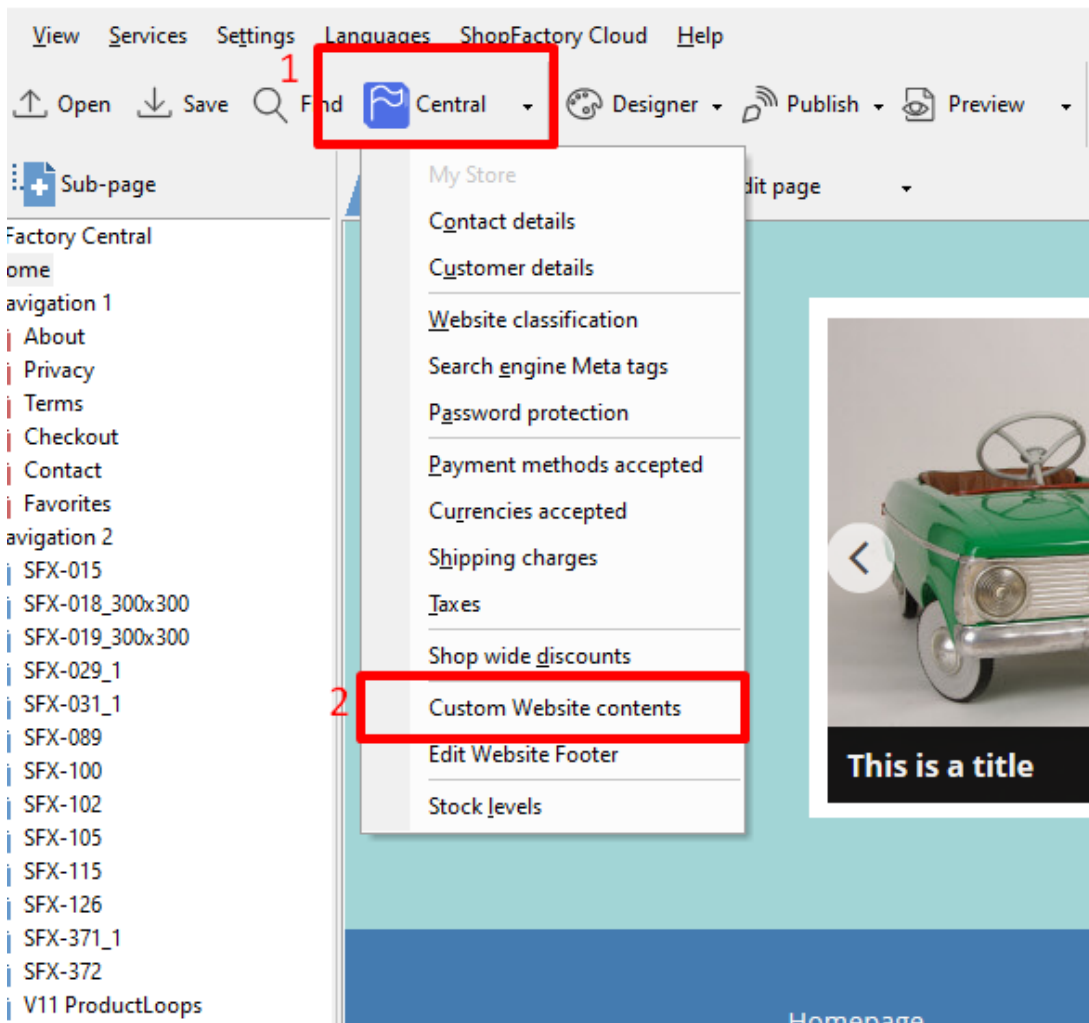 View Services Settings Languages ShopFactory Cloud Help
1
Open Save Find Central Designer Publish Preview
Sub-page
My Store
dit page
Contact details
Customer details
Website classification
Search engine Meta tags
Password protection
Payment methods accepted
Currencies accepted
Shipping charges
Taxes
Shop wide discounts
2
Custom Website contents
Edit Website Footer
Stock levels
Factory Central
ome
avigation 1
About
Privacy
Terms
Checkout
Contact
Favorites
avigation 2
SFX-015
SFX-018_300x300
SFX-019_300x300
SFX-029_1
SFX-031_1
SFX-089
SFX-100
SFX-102
SFX-105
SFX-115
SFX-126
SFX-371_1
SFX-372
V11 ProductLoops
This is a title
Homepage